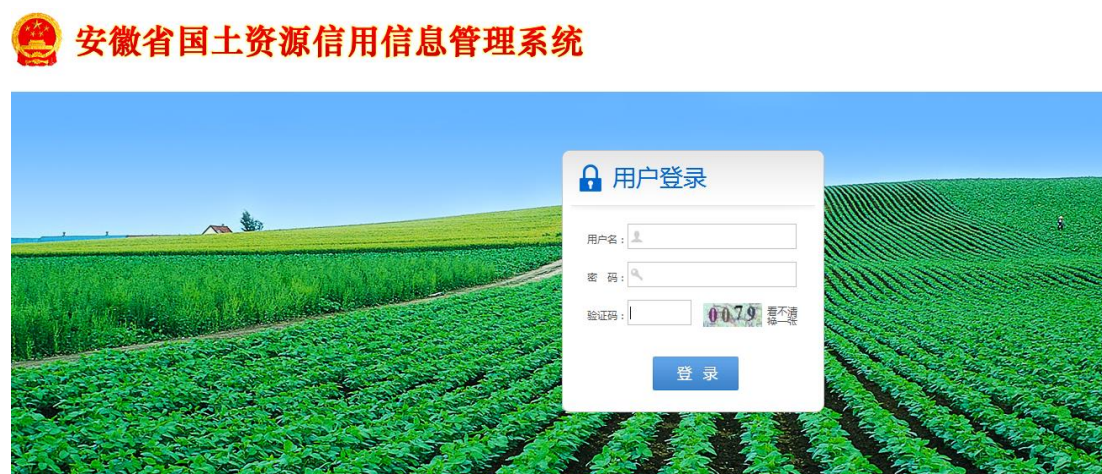 安徽省国土资源信用信息管理系统
用户登录
用户名：
密 码：
验证码： 0079 看不清
换一张
登 录